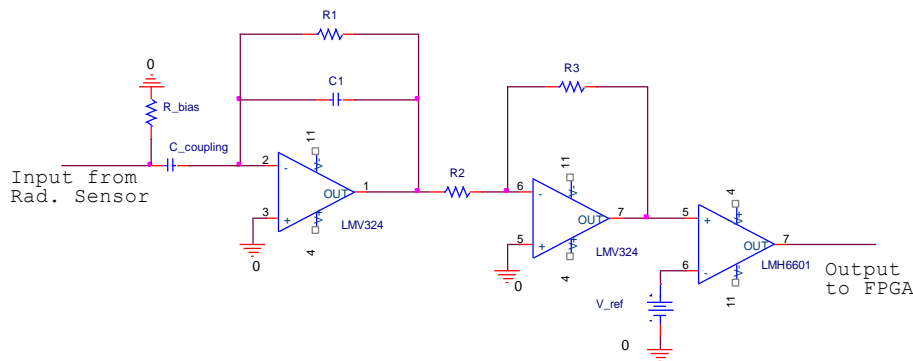 R1
C1
R3
0
R_bias
C_coupling
11
V-
2
-
OUT
1
3
+
V+
4
LMV324
0
Input from
Rad. Sensor
R2
11
V-
6
-
OUT
7
5
+
V+
4
LMV324
0
4
V+
5
+
OUT
7
6
-
V-
11
LMH6601
V_ref
0
Output
to FPGA